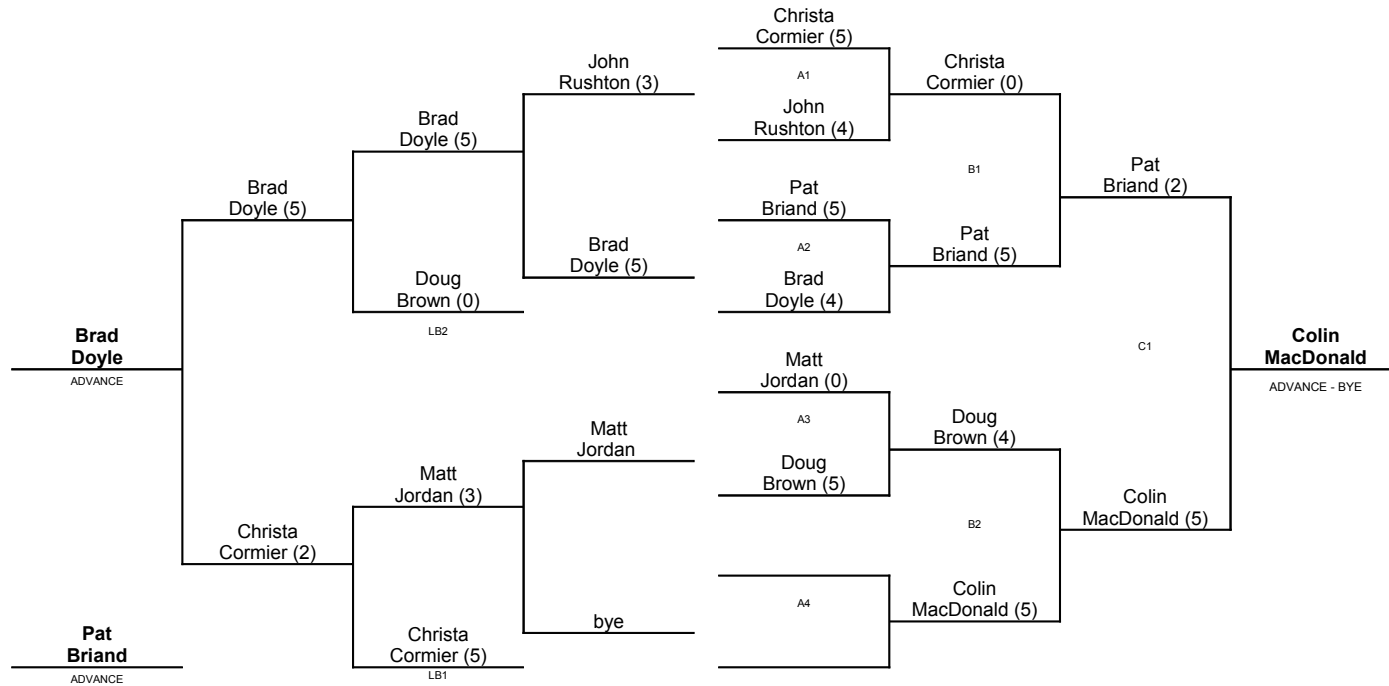 Christa
Cormier (5)
John
Rushton (3)
A1
Christa
Cormier (0)
Brad
Doyle (5)
John
Rushton (4)
B1
Pat
Briand (2)
Brad
Doyle (5)
Pat
Briand (5)
Brad
Doyle (5)
A2
Pat
Briand (5)
Doug
Brown (0)
Brad
Doyle (4)
LB2
Brad
Doyle
ADVANCE
C1
Colin
MacDonald
ADVANCE - BYE
Matt
Jordan (0)
A3
Doug
Brown (4)
Matt
Jordan
Matt
Jordan (3)
Doug
Brown (5)
Christa
Cormier (2)
B2
Colin
MacDonald (5)
A4
Colin
MacDonald (5)
bye
Pat
Briand
ADVANCE
Christa
Cormier (5)
LB1